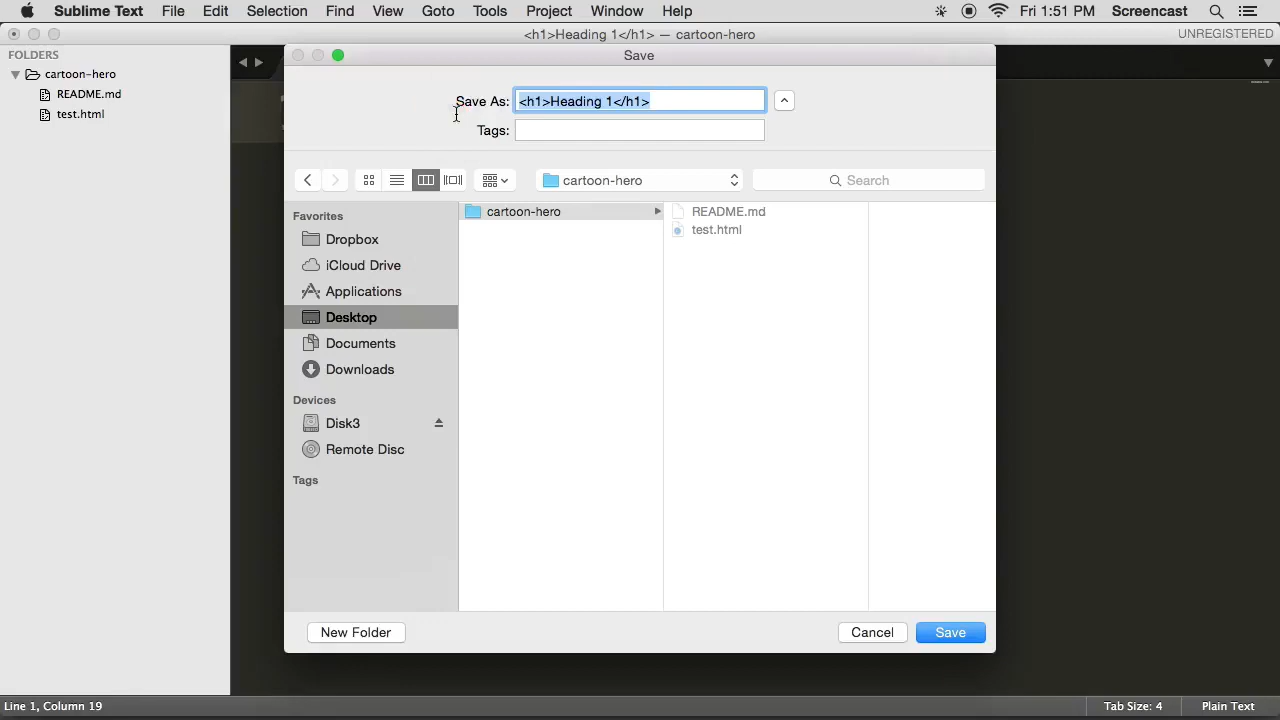 Sublime Text File Edit Selection Find View Goto Tools Project Window Help Fri 1:51 PM Screencast
<h1>Heading 1</h1> — cartoon-hero UNREGISTERED
FOLDERS
cartoon-hero
README.md
test.html
Save
Save As: <h1>Heading 1</h1>
Tags:
cartoon-hero Search
Favorites
Dropbox
iCloud Drive
Applications
Desktop
Documents
Downloads
Devices
Disk3
Remote Disc
Tags
cartoon-hero
README.md
test.html
New Folder Cancel Save
Line 1, Column 19 Tab Size: 4 Plain Text